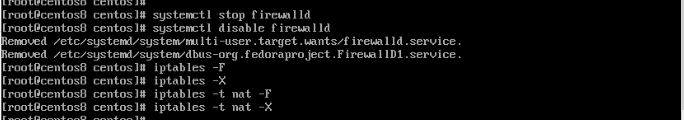 [root@centos8 centos]#
[root@centos8 centos]# systemctl stop firewalld
[root@centos8 centos]# systemctl disable firewalld
Removed /etc/systemd/system/multi-user.target.wants/firewalld.service.
Removed /etc/systemd/system/dbus-org.fedoraproject.FirewallD1.service.
[root@centos8 centos]# iptables -F
[root@centos8 centos]# iptables -X
[root@centos8 centos]# iptables -t nat -F
[root@centos8 centos]# iptables -t nat -X
[root@centos8 centos]#